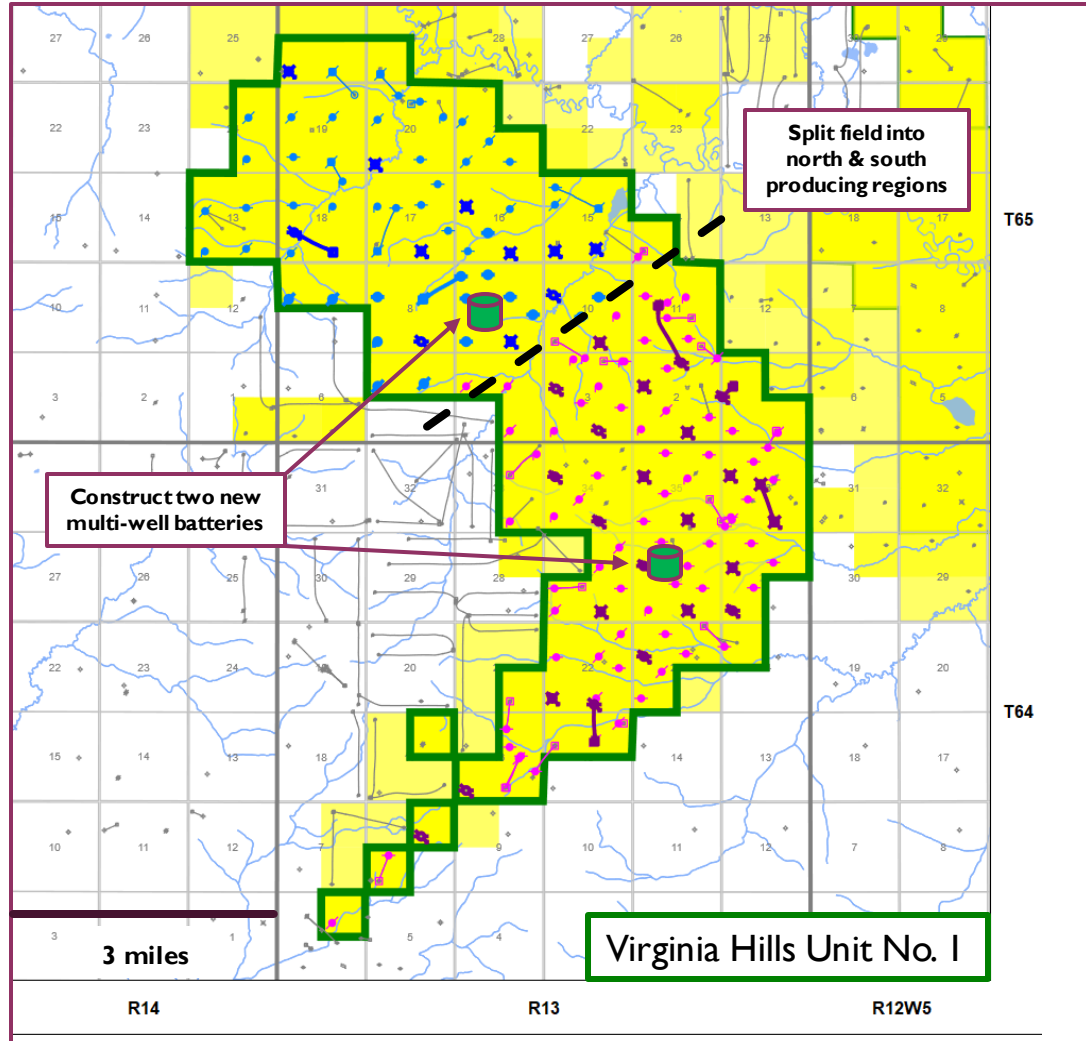 27 26 25 28 27 26 29
22 23 19 20 22 23
Split field into
north & south
producing regions
15 14 13 18 17 16 15 13 18 17
T65
10 11 12 8 10 11 12 7 8
3 2 1 6 3 2 6 5
Construct two new
multi-well batteries
31 32 34 35 31 32
27 26 25 30 29 28 30 29
22 23 24 20 22 19 20
T64
15 14 13 14 13 18 17
10 11 12 7 9 10 11 12 7 8
3 1 5 4
3 miles
Virginia Hills Unit No. 1
R14 R13 R12W5